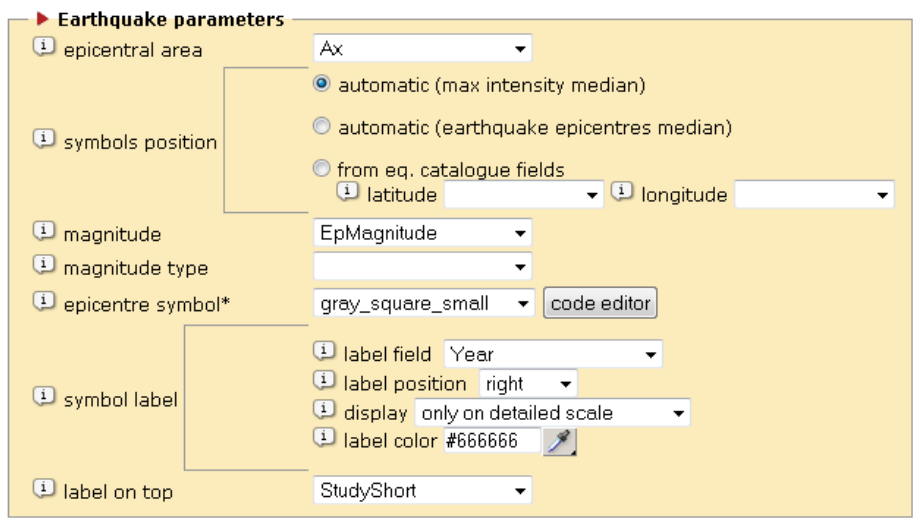 Earthquake parameters
epicentral area Ax
automatic (max intensity median)
automatic (earthquake epicentres median)
symbols position
from eq. catalogue fields
latitude longitude
magnitude EpMagnitude
magnitude type
epicentre symbol* gray_square_small code editor
label field Year
label position right
symbol label
display only on detailed scale
label color #666666
label on top StudyShort